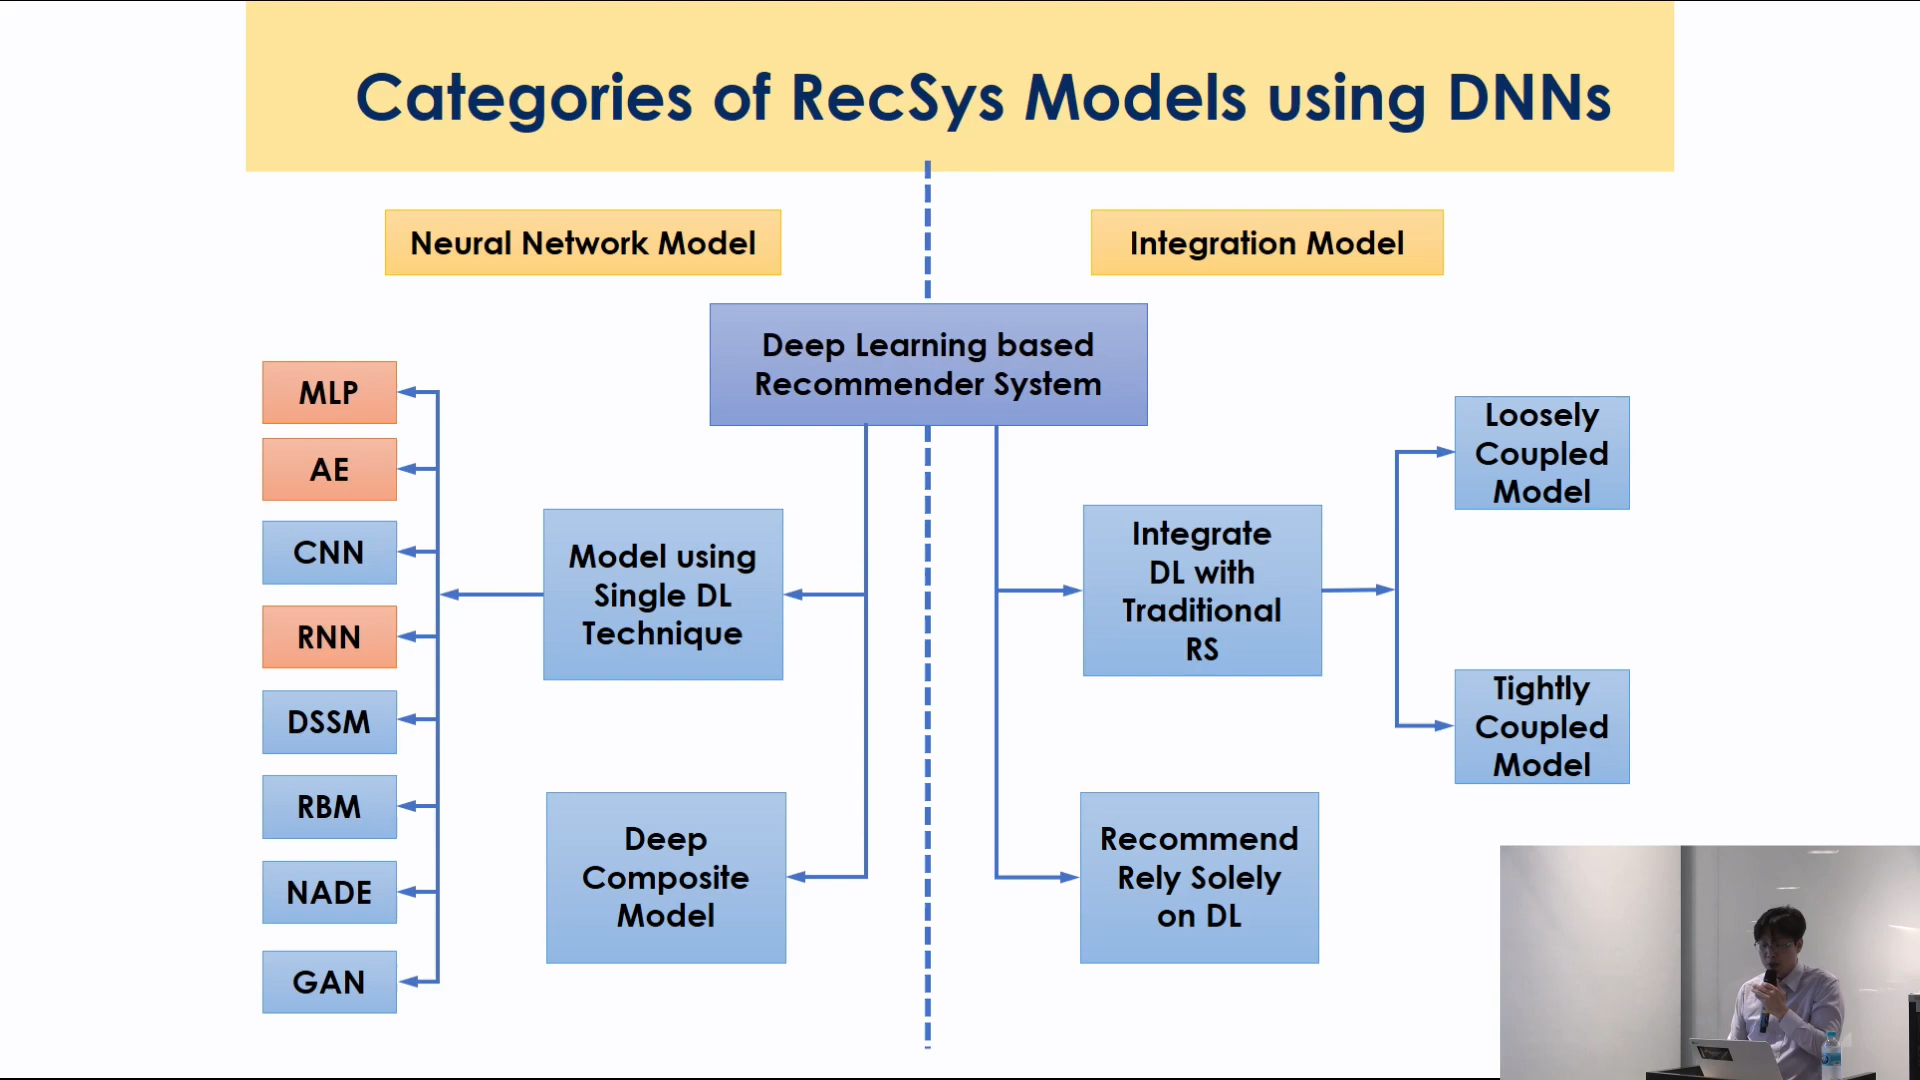 Categories of RecSys Models using DNNs
Neural Network Model
Integration Model
Deep Learning based
Recommender System
MLP
AE
CNN
RNN
DSSM
RBM
NADE
GAN
Model using
Single DL
Technique
Deep
Composite
Model
Integrate
DL with
Traditional
RS
Recommend
Rely Solely
on DL
Loosely
Coupled
Model
Tightly
Coupled
Model